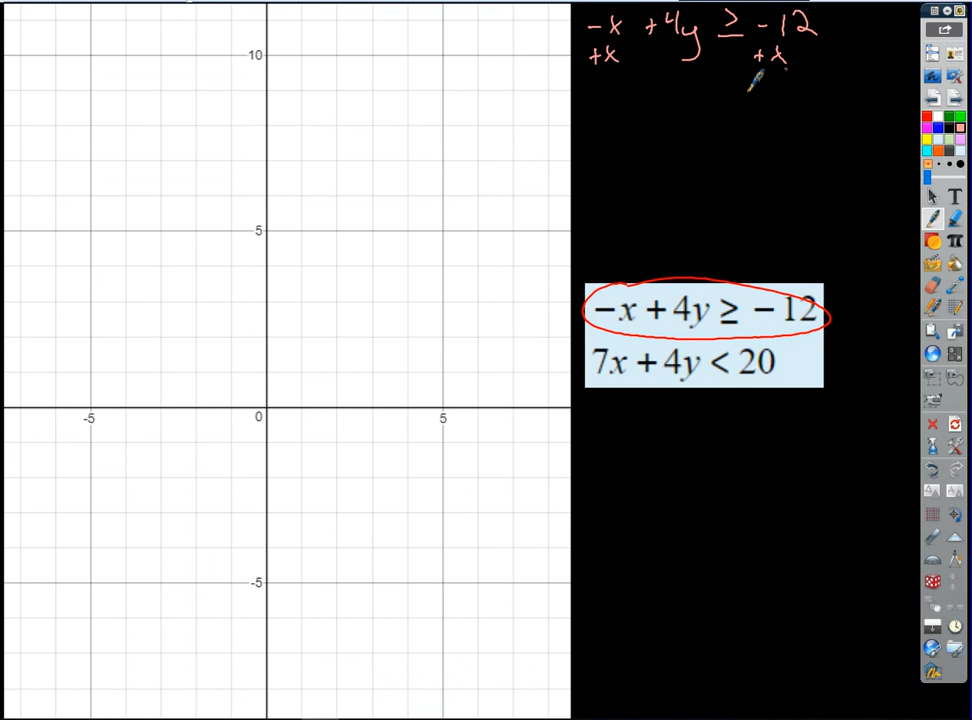 -x +4y ≥ -12
+x +x
10
5
−x + 4y ≥ −12
7x + 4y < 20
-5 0 5
-5
T
π